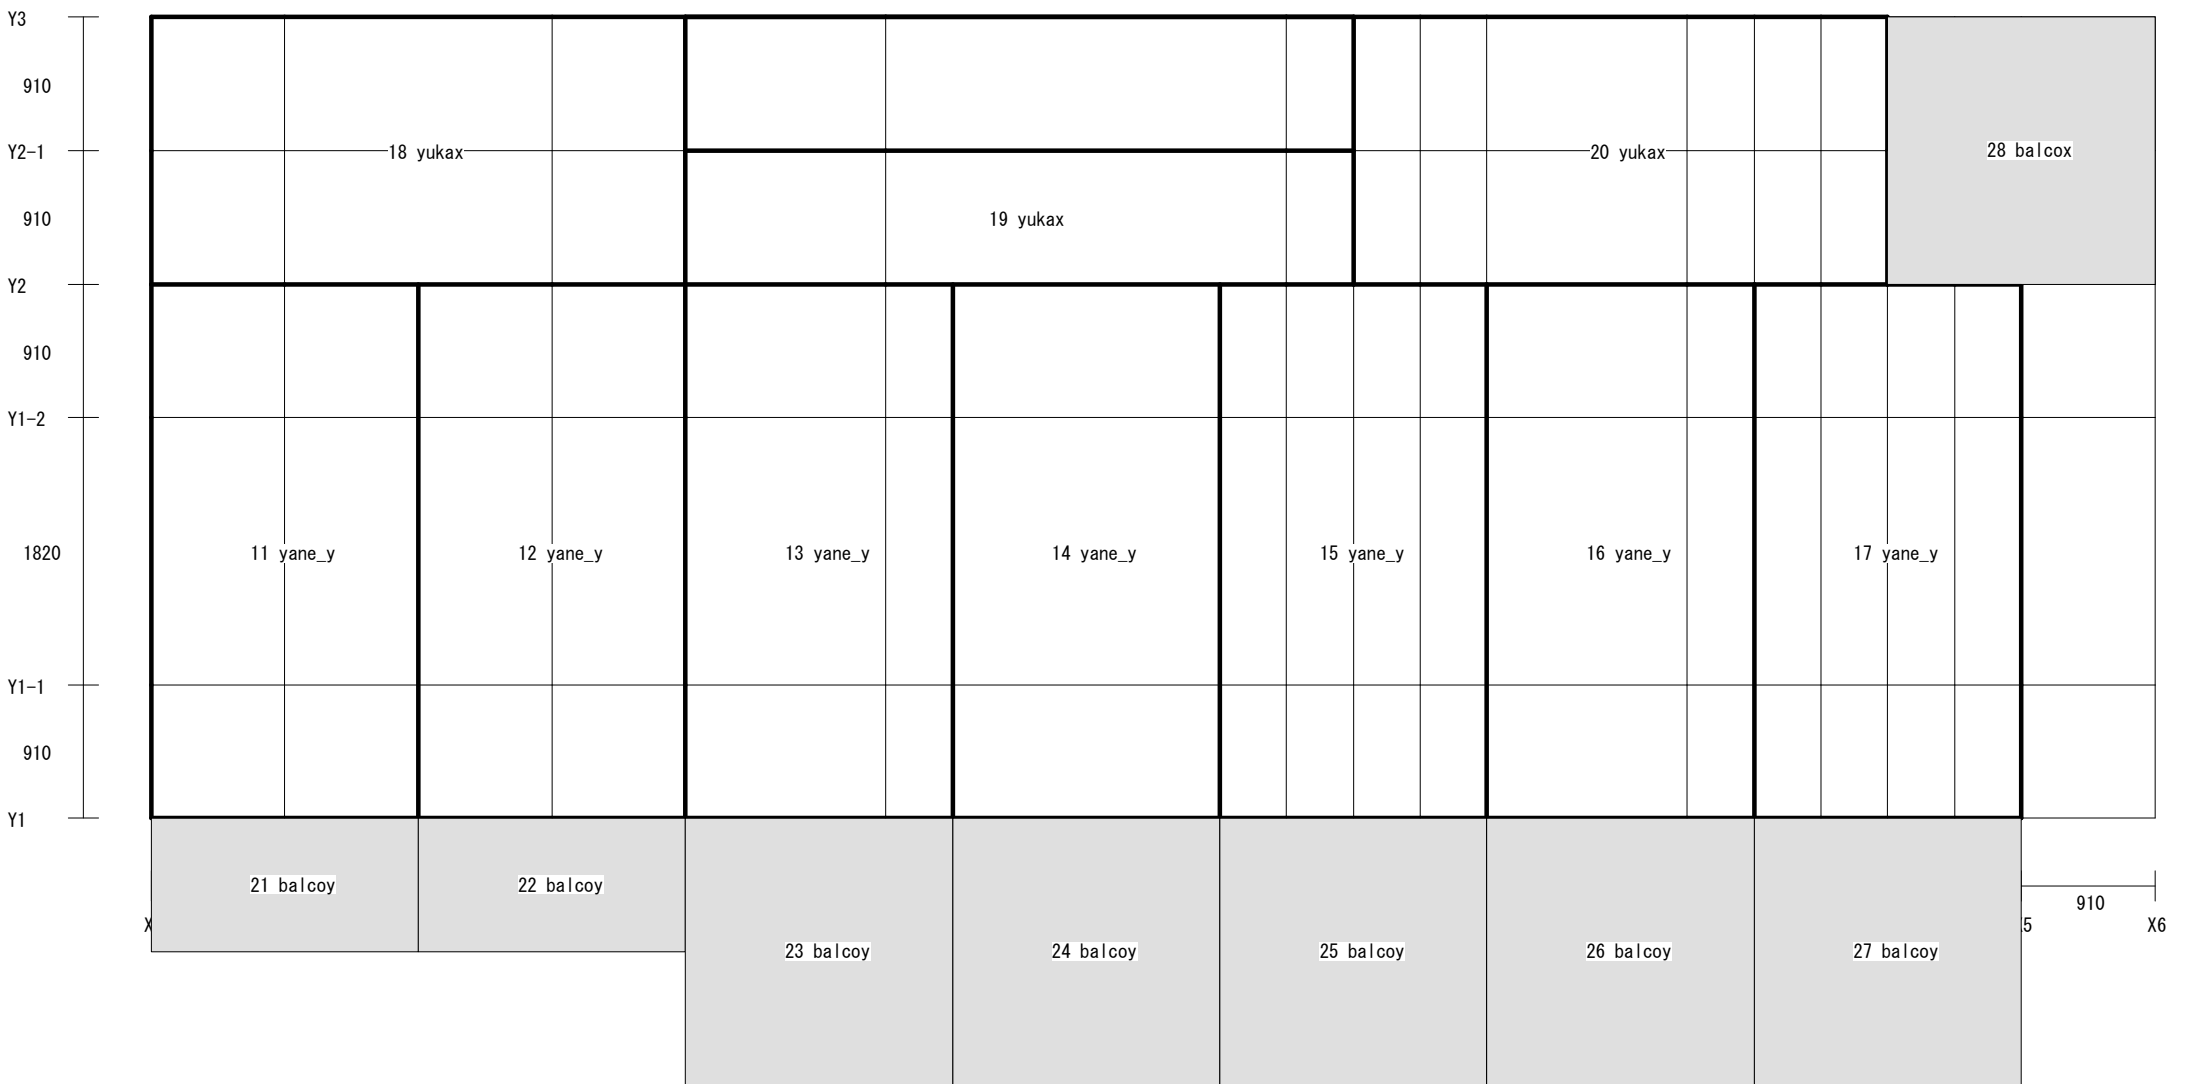 Y3
910
Y2-1
18 yukax
20 yukax
28 balcox
910
19 yukax
Y2
910
Y1-2
1820
11 yane_y
12 yane_y
13 yane_y
14 yane_y
15 yane_y
16 yane_y
17 yane_y
Y1-1
910
Y1
21 balcoy
22 balcoy
910
X
5
X6
23 balcoy
24 balcoy
25 balcoy
26 balcoy
27 balcoy